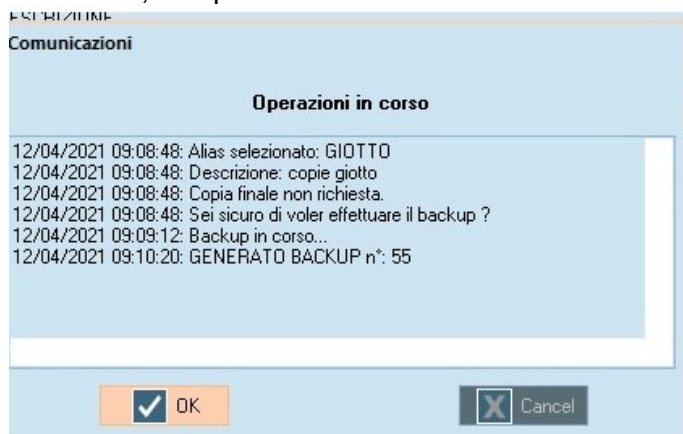 ESCRIZIONE
Comunicazioni
Operazioni in corso
12/04/2021 09:08:48: Alias selezionato: GIOTTO
12/04/2021 09:08:48: Descrizione: copie giotto
12/04/2021 09:08:48: Copia finale non richiesta.
12/04/2021 09:08:48: Sei sicuro di voler effettuare il backup ?
12/04/2021 09:09:12: Backup in corso...
12/04/2021 09:10:20: GENERATO BACKUP n°: 55
OK
Cancel